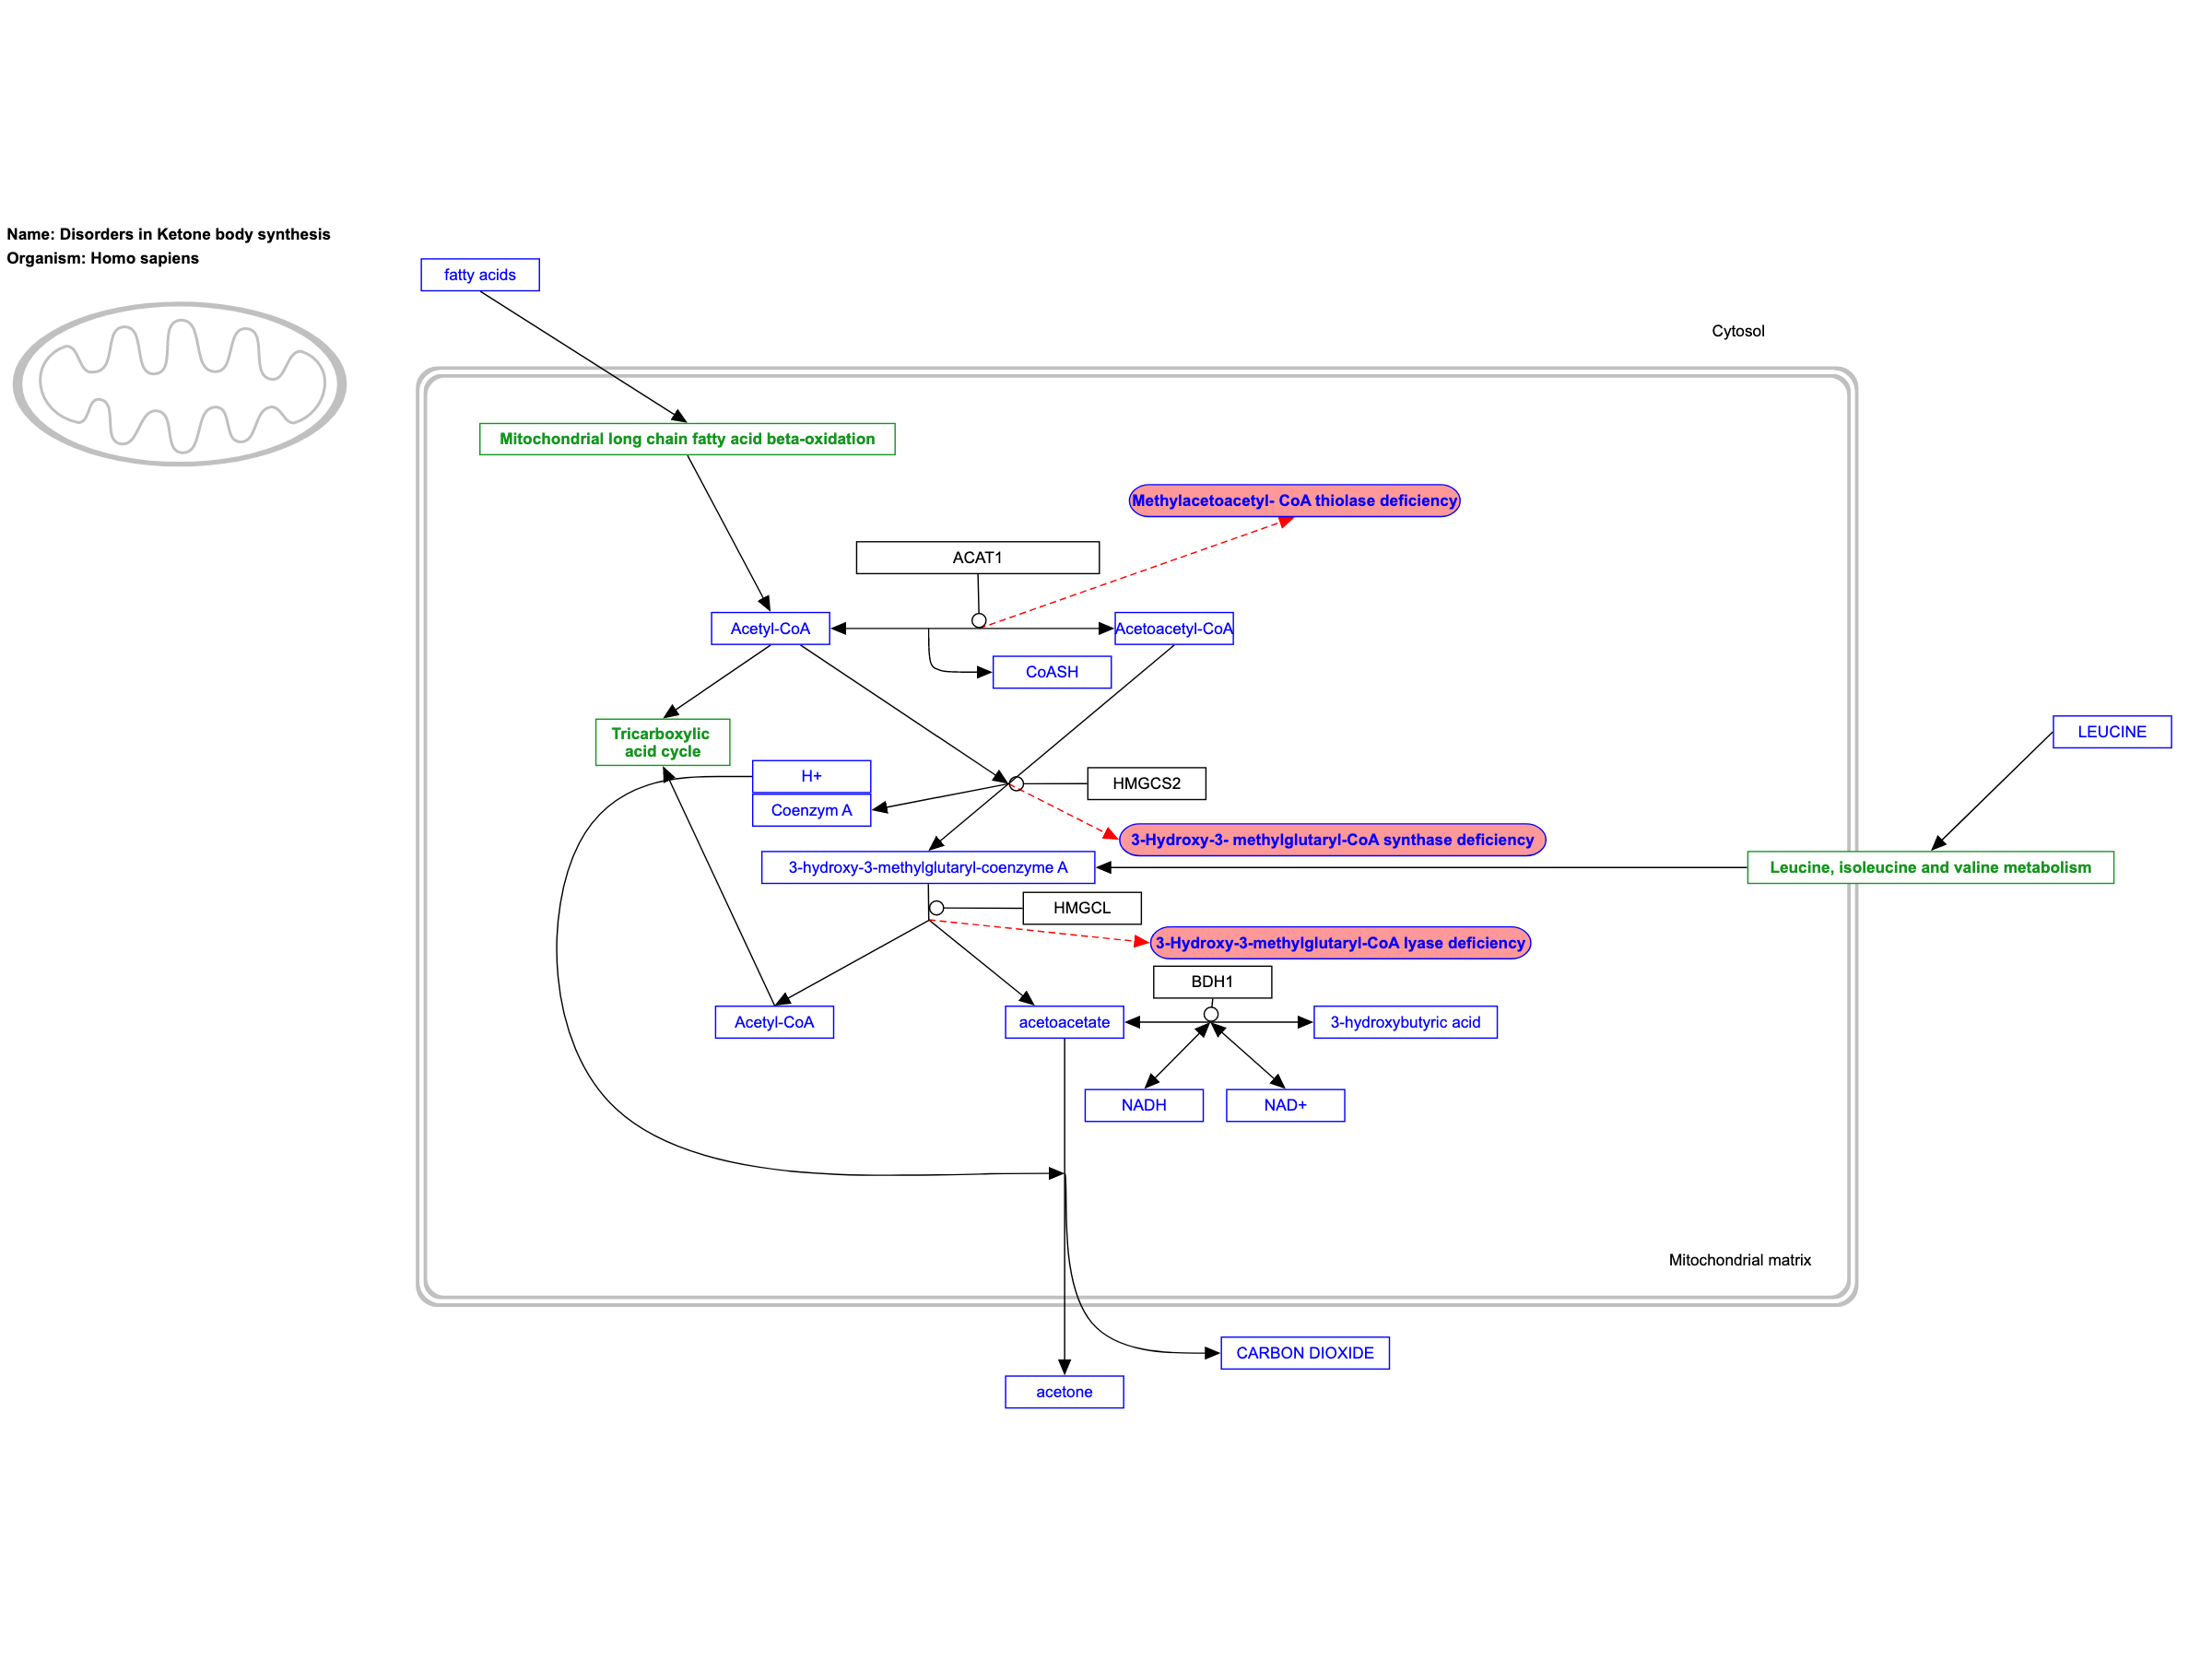 Name: Disorders in Ketone body synthesis
Organism: Homo sapiens
fatty acids
Cytosol
Mitochondrial long chain fatty acid beta-oxidation
Methylacetoacetyl- CoA thiolase deficiency
ACAT1
Acetyl-CoA
Acetoacetyl-CoA
CoASH
Tricarboxylic
acid cycle
LEUCINE
H+
HMGCS2
Coenzym A
3-Hydroxy-3- methylglutaryl-CoA synthase deficiency
3-hydroxy-3-methylglutaryl-coenzyme A
Leucine, isoleucine and valine metabolism
HMGCL
3-Hydroxy-3-methylglutaryl-CoA lyase deficiency
BDH1
Acetyl-CoA
acetoacetate
3-hydroxybutyric acid
NADH
NAD+
Mitochondrial matrix
CARBON DIOXIDE
acetone